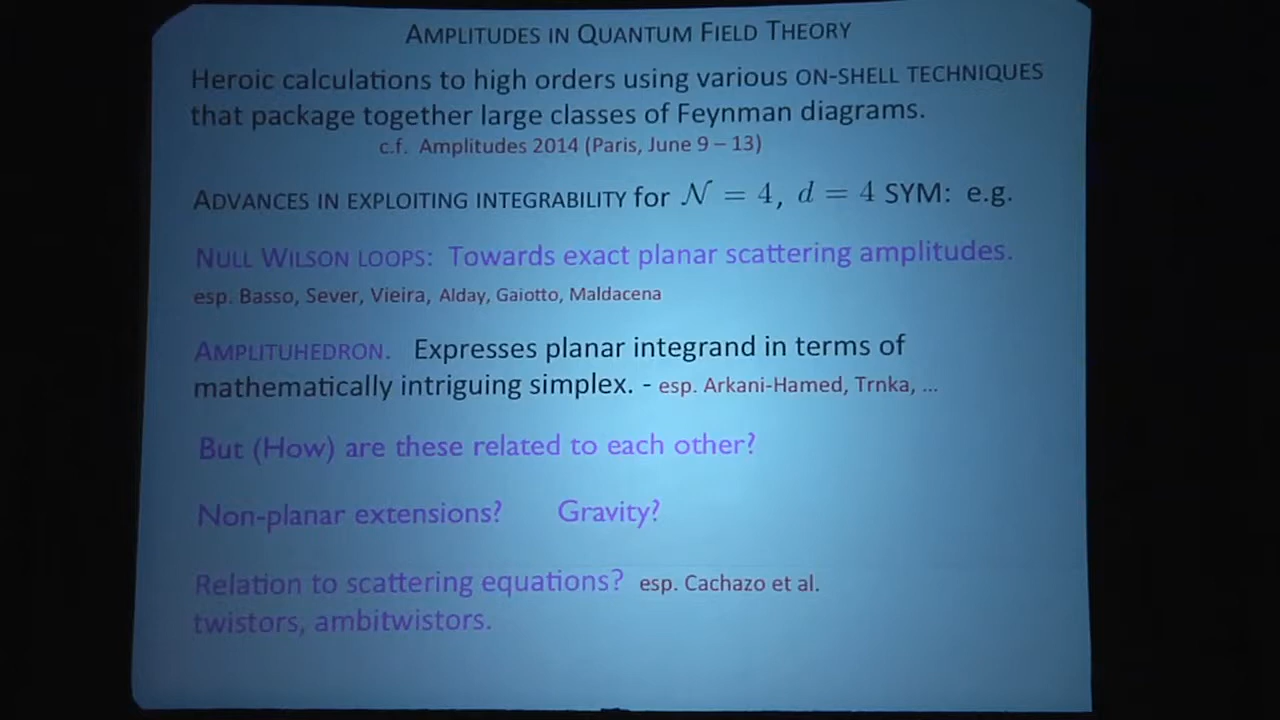 AMPLITUDES IN QUANTUM FIELD THEORY
Heroic calculations to high orders using various ON-SHELL TECHNIQUES
that package together large classes of Feynman diagrams.
c.f. Amplitudes 2014 (Paris, June 9 – 13)
ADVANCES IN EXPLOITING INTEGRABILITY for 𝒩 = 4, d = 4 SYM: e.g.
NULL WILSON LOOPS: Towards exact planar scattering amplitudes.
esp. Basso, Sever, Vieira, Alday, Gaiotto, Maldacena
AMPLITUHEDRON. Expresses planar integrand in terms of
mathematically intriguing simplex. - esp. Arkani-Hamed, Trnka, ...
But (How) are these related to each other?
Non-planar extensions? Gravity?
Relation to scattering equations? esp. Cachazo et al.
twistors, ambitwistors.